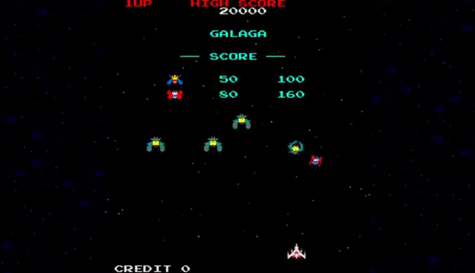 1UP HIGH SCORE
20000
GALAGA
— SCORE —
50 100
80 160
CREDIT 0